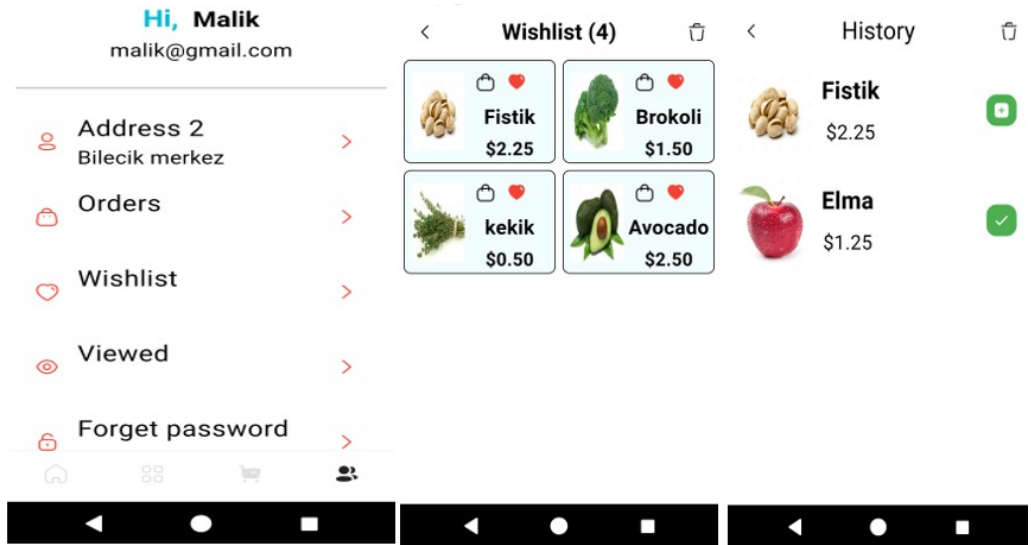 Hi, Malik
malik@gmail.com
Address 2
Bilecik merkez
Orders
Wishlist
Viewed
Forget password
Wishlist (4)
Fistik
$2.25
Brokoli
$1.50
kekik
$0.50
Avocado
$2.50
History
Fistik
$2.25
Elma
$1.25